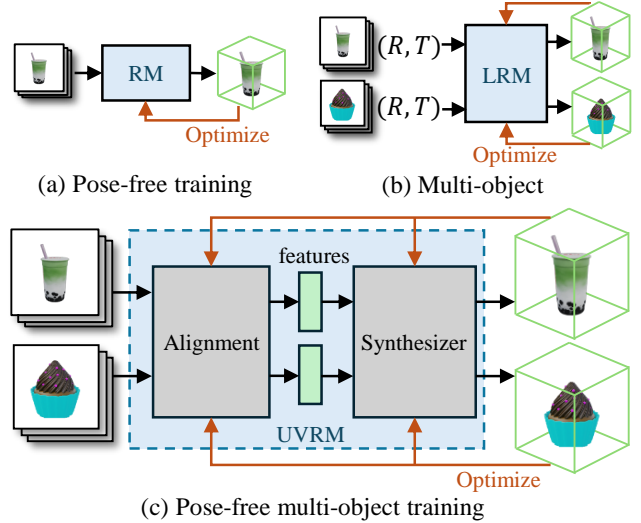 RM
Optimize
(a) Pose-free training
(R, T)
(R, T)
LRM
Optimize
(b) Multi-object
features
Alignment
Synthesizer
UVRM
Optimize
(c) Pose-free multi-object training